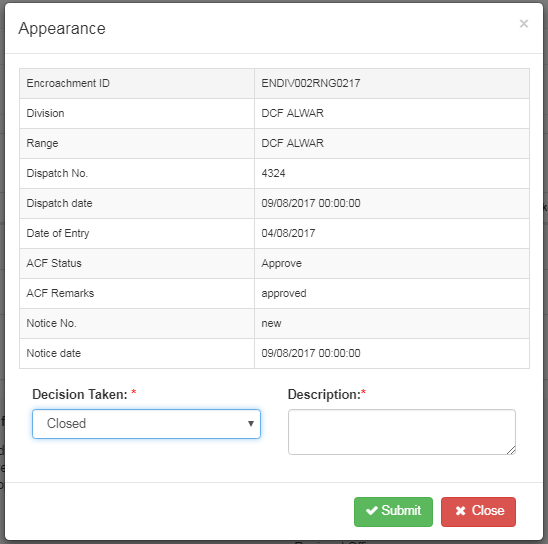 Appearance ×
Encroachment ID ENDIV002RNG0217
Division DCF ALWAR
Range DCF ALWAR
Dispatch No. 4324
Dispatch date 09/08/2017 00:00:00
Date of Entry 04/08/2017
ACF Status Approve
ACF Remarks approved
Notice No. new
Notice date 09/08/2017 00:00:00
Decision Taken: * Description:*
Closed
Submit Close